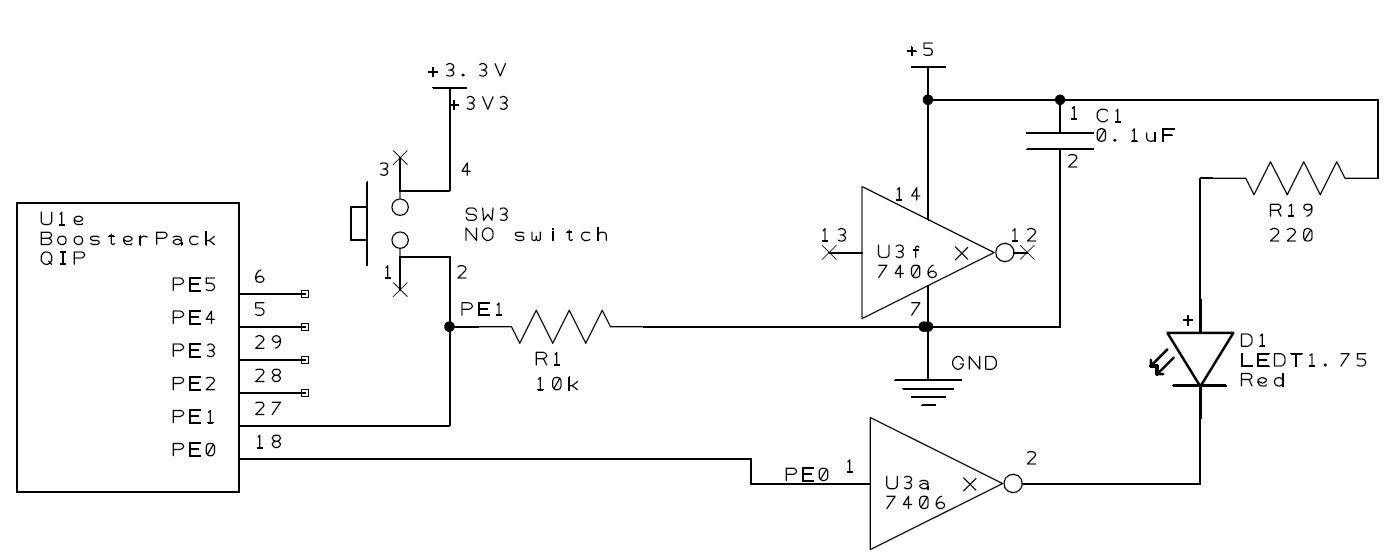 +5
+3.3V
+3V3
1
C1
0.1uF
2
3
4
14
U1e
BoosterPack
QIP
SW3
NO switch
R19
220
13
12
U3f
7406
1
2
PE5 6
PE4 5
PE1
7
PE3 29
R1
10k
GND
+
D1
LEDT1.75
Red
PE2 28
PE1 27
PE0 18
PE0 1
2
U3a
7406